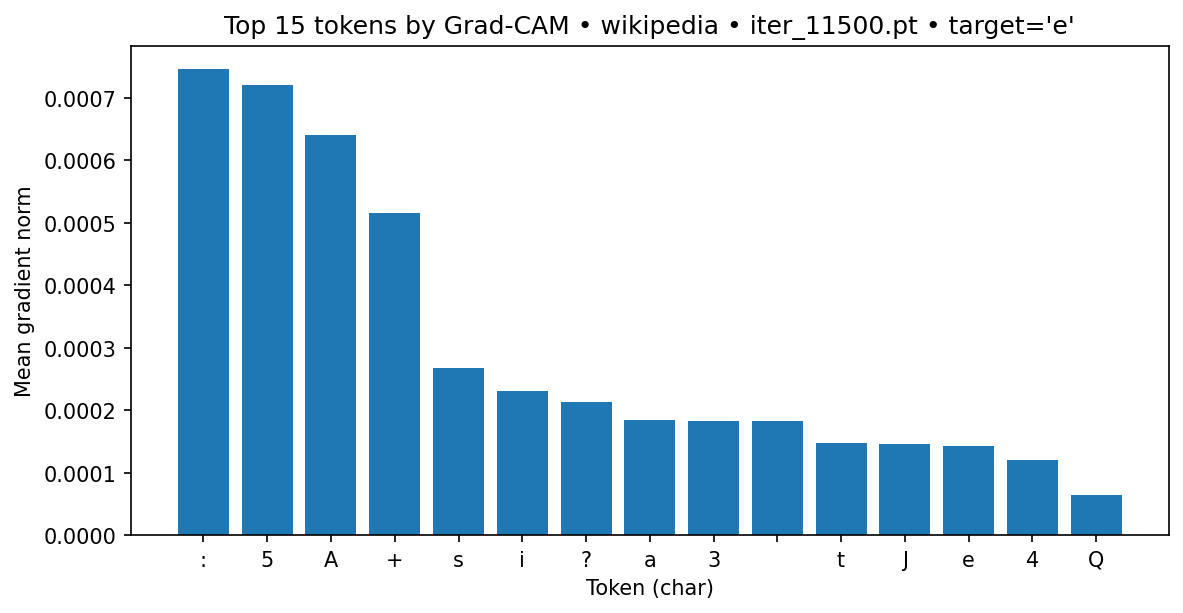 Top 15 tokens by Grad-CAM • wikipedia • iter_11500.pt • target='e'
Mean gradient norm
0.0007
0.0006
0.0005
0.0004
0.0003
0.0002
0.0001
0.0000
: 5 A + s i ? a 3 t J e 4 Q
Token (char)